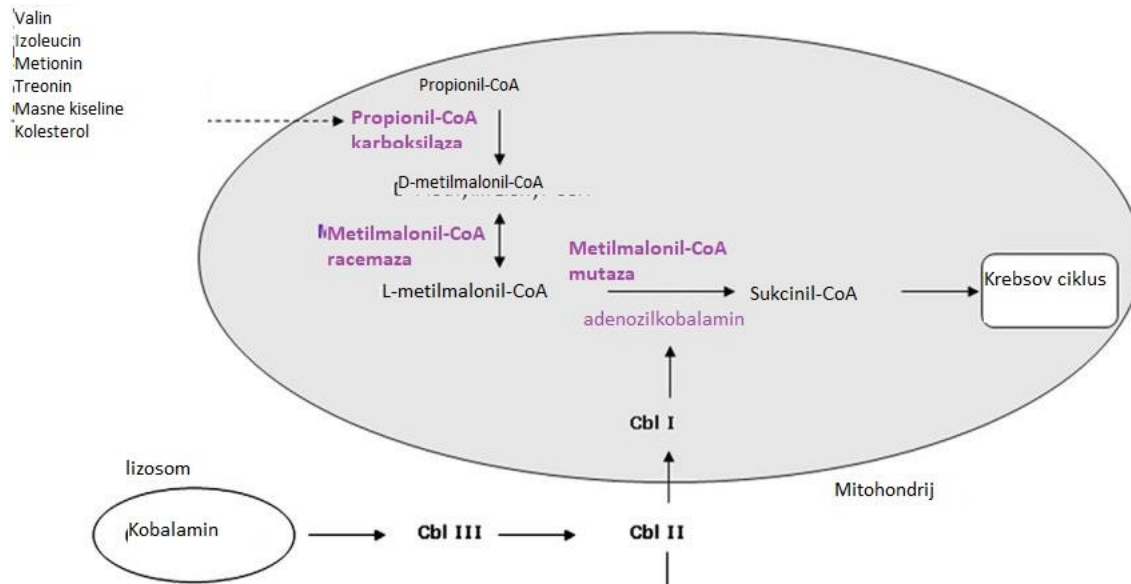 Valin
Izoleucin
Metionin
Treonin
Masne kiseline
Kolesterol
Propionil-CoA
Propionil-CoA
karboksilaza
D-metilmalonil-CoA
Metilmalonil-CoA
racemaza
Metilmalonil-CoA
mutaza
L-metilmalonil-CoA
Sukcinil-CoA
Krebsov ciklus
adenozilkobalamin
Cbl I
lizosom
Mitohondrij
Kobalamin
Cbl III
Cbl II